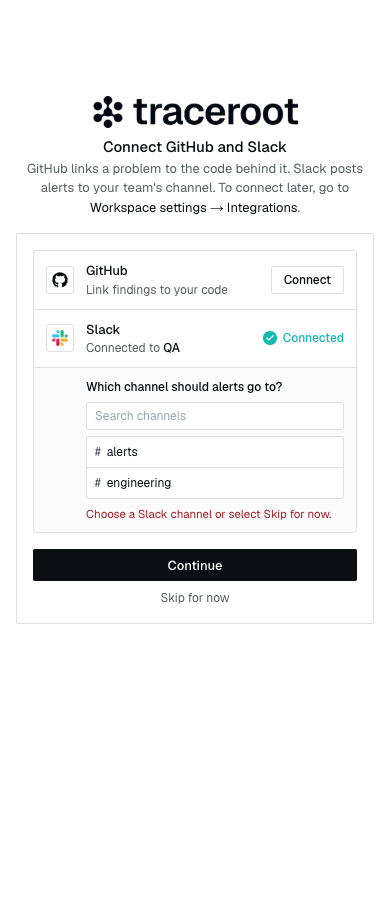 traceroot
Connect GitHub and Slack
GitHub links a problem to the code behind it. Slack posts
alerts to your team's channel. To connect later, go to
Workspace settings → Integrations.
GitHub
Link findings to your code
Connect
Slack
Connected to QA
Connected
Which channel should alerts go to?
Search channels
# alerts
# engineering
Choose a Slack channel or select Skip for now.
Continue
Skip for now